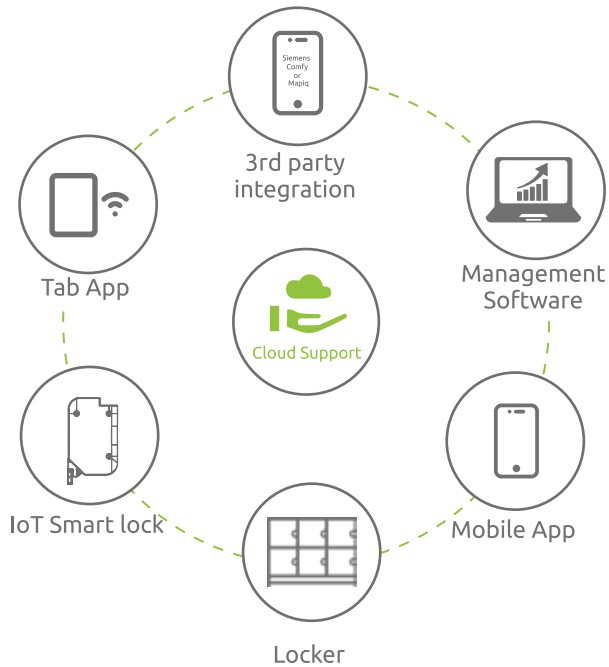 Siemens
Comfy
or
Mapiq
3rd party
integration
Tab App
Management
Software
Cloud Support
IoT Smart lock
Mobile App
Locker